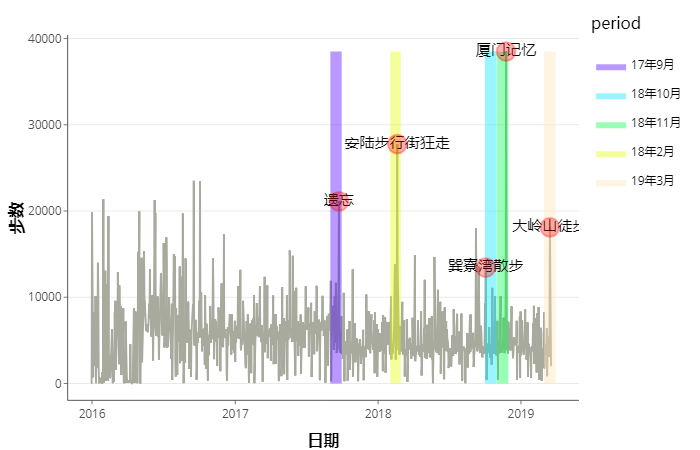 period
17年9月
18年10月
18年11月
18年2月
19年3月
40000
30000
20000
10000
0
步数
厦门记忆
安陆步行街狂走
遗忘
大岭山徒步
巽寮湾散步
2016
2017
2018
2019
日期